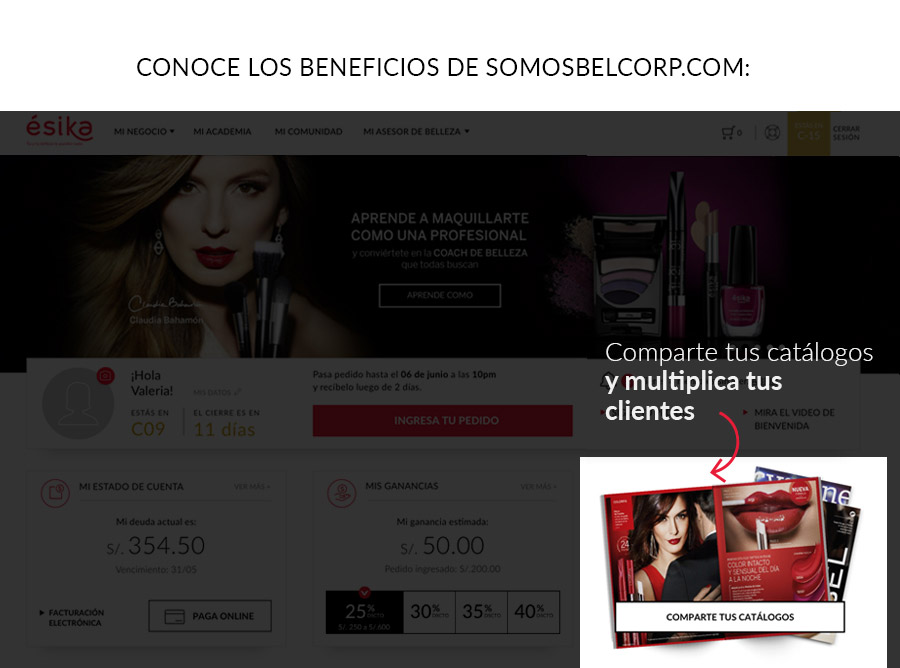 CONOCE LOS BENEFICIOS DE SOMOSBELCORP.COM:
ésika
MI NEGOCIO
MI ACADEMIA
MI COMUNIDAD
MI ASESOR DE BELLEZA
0
C-15
CERRAR
SESIÓN
APRENDE A MAQUILLARTE
COMO UNA PROFESIONAL
y conviértete en la COACH DE BELLEZA
que todas buscan
APRENDE CÓMO
Claudia Bahamón
Claudia Bahamón
ésika
Comparte tus catálogos
y multiplica tus
clientes
¡Hola
Valeria!
MIS DATOS
ESTÁS EN
C09
EL CIERRE ES EN
11 días
Pasa pedido hasta el 06 de junio a las 10pm
y recíbelo luego de 2 días.
INGRESA TU PEDIDO
MIRA EL VIDEO DE
BIENVENIDA
MI ESTADO DE CUENTA
VER MÁS +
Mi deuda actual es:
S/. 354.50
Vencimiento: 31/05
FACTURACIÓN
ELECTRÓNICA
PAGA ONLINE
MIS GANANCIAS
VER MÁS +
Mi ganancia estimada:
S/. 50.00
Pedido ingresado: S/.200.00
25% DSCTO
S/. 250 a S/.600
30% DSCTO
35% DSCTO
40% DSCTO
NUEVA
24
COLOR INTACTO
Y SENSUAL DEL DÍA
A LA NOCHE
COMPARTE TUS CATÁLOGOS